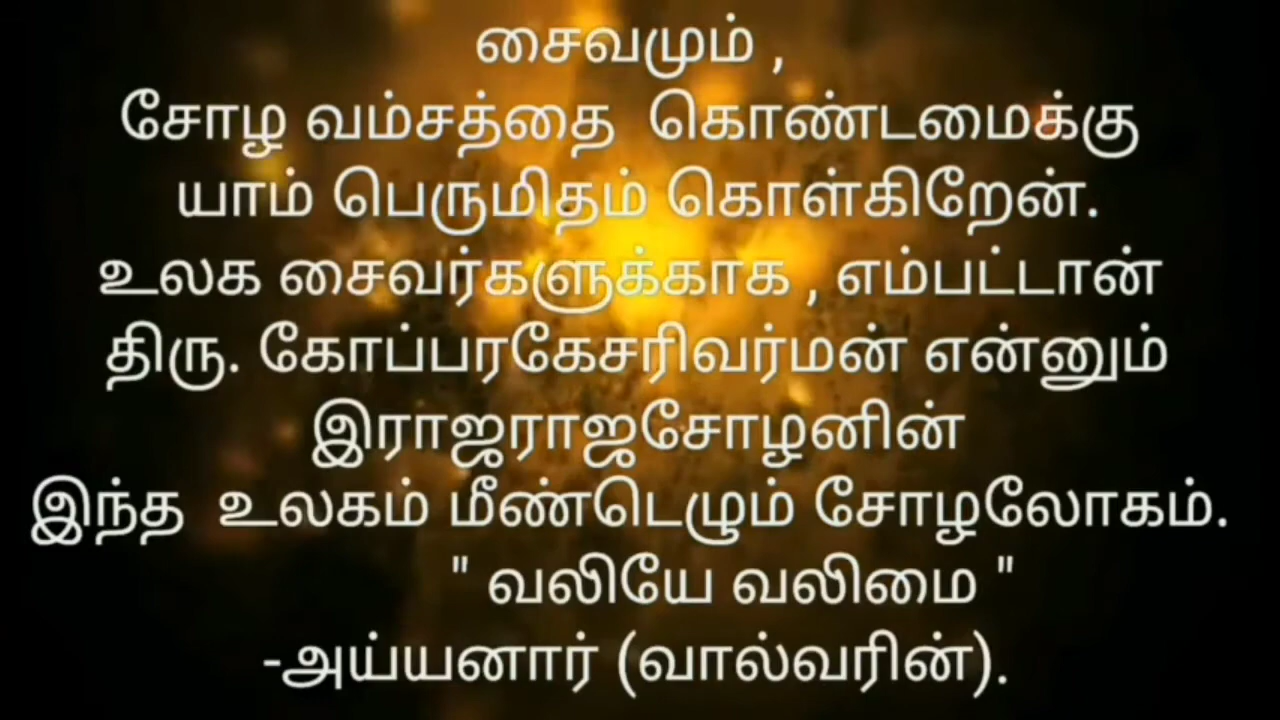 சைவமும் ,
சோழ வம்சத்தை கொண்டமைக்கு
யாம் பெருமிதம் கொள்கிறேன்.
உலக சைவர்களுக்காக , எம்பட்டான்
திரு. கோப்பரகேசரிவர்மன் என்னும்
இராஜராஜசோழனின்
இந்த உலகம் மீண்டெழும் சோழலோகம்.
" வலியே வலிமை "
-அய்யனார் (வால்வரின்).